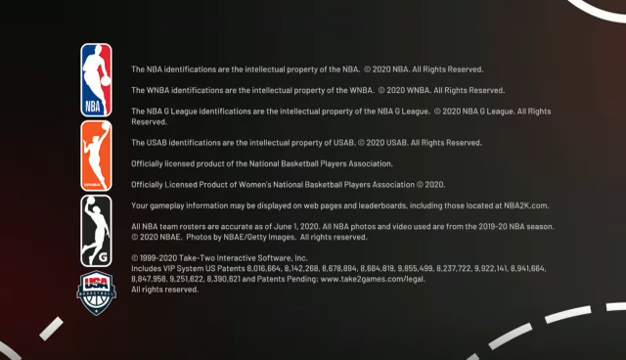 The NBA identifications are the intellectual property of the NBA. © 2020 NBA. All Rights Reserved.
The WNBA identifications are the intellectual property of the WNBA. © 2020 WNBA. All Rights Reserved.
The NBA G League identifications are the intellectual property of the NBA G League. © 2020 NBA G League. All Rights
Reserved.
The USAB identifications are the intellectual property of USAB. © 2020 USAB. All Rights Reserved.
Officially licensed product of the National Basketball Players Association.
Officially Licensed Product of Women's National Basketball Players Association © 2020.
Your gameplay information may be displayed on web pages and leaderboards, including those located at NBA2K.com.
All NBA team rosters are accurate as of June 1, 2020. All NBA photos and video used are from the 2019-20 NBA season.
© 2020 NBAE. Photos by NBAE/Getty Images. All rights reserved.
© 1999-2020 Take-Two Interactive Software, Inc.
Includes VIP System US Patents 8,016,664, 8,142,268, 8,678,894, 8,684,819, 9,855,499, 8,237,722, 9,922,141, 8,941,664,
8,847,958, 9,251,622, 8,390,621 and Patents Pending: www.take2games.com/legal.
All rights reserved.
NBA
WNBA
G
USA
BASKETBALL